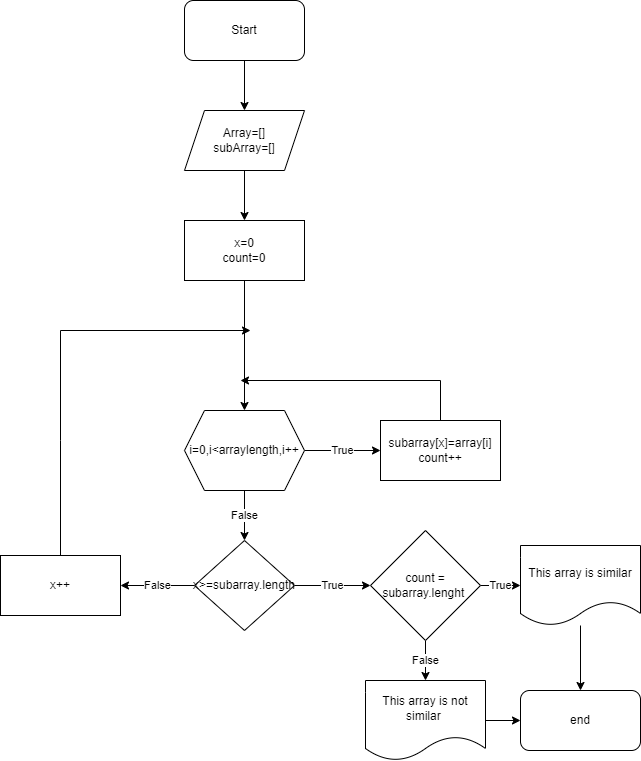 Start
Array=[]
subArray=[]
x=0
count=0
i=0,i<arraylength,i++
True
subarray[x]=array[i]
count++
False
x>=subarray.length
False
x++
True
count =
subarray.lenght
True
This array is similar
False
This array is not
similar
end